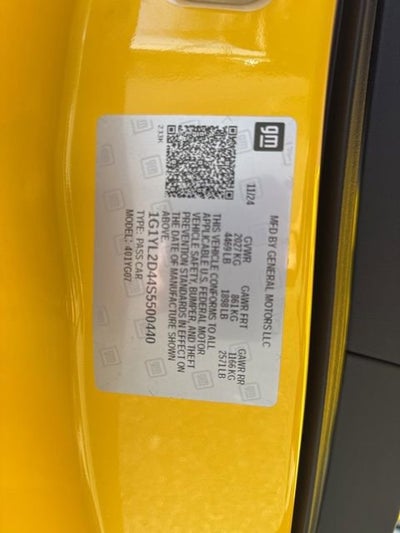 gm
MFD BY GENERAL MOTORS LLC
11/24 GVWR GAWR FRT GAWR RR
2027 KG 861 KG 1166 KG
4469 LB 1898 LB 2571 LB
THIS VEHICLE CONFORMS TO ALL
APPLICABLE U.S. FEDERAL MOTOR
VEHICLE SAFETY, BUMPER, AND THEFT
PREVENTION STANDARDS IN EFFECT ON
THE DATE OF MANUFACTURE SHOWN
ABOVE.
1G1YL2D44S5500440
TYPE: PASS CAR
MODEL: 401YG07
233K